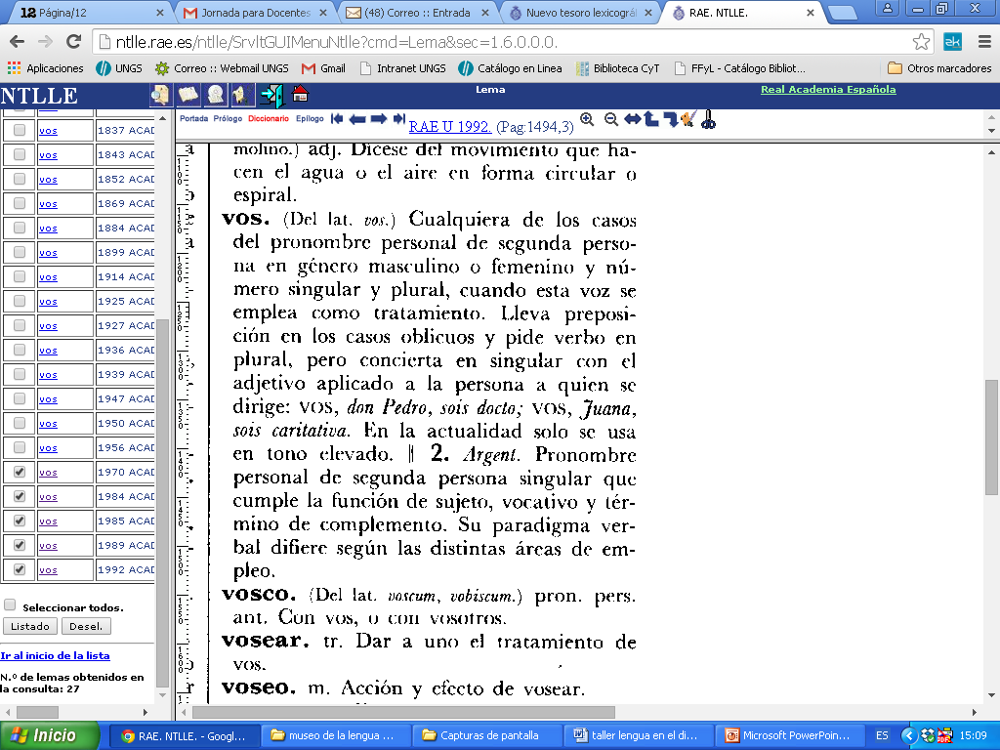 Página/12
Jornada para Docentes
(48) Correo :: Entrada
Nuevo tesoro lexicográ
RAE. NTLLE.
ntlle.rae.es/ntlle/SrvltGUIMenuNtlle?cmd=Lema&sec=1.6.0.0.0.
Aplicaciones
UNGS
Correo :: Webmail UNGS
Gmail
Intranet UNGS
Catálogo en Linea
Biblioteca CyT
FFyL - Catálogo Bibliot...
Otros marcadores
NTLLE
Lema
Real Academia Española
Portada Prólogo Diccionario Epílogo
RAE U 1992. (Pag:1494,3)
vos 1837 ACAD
vos 1843 ACAD
vos 1852 ACAD
vos 1869 ACAD
vos 1884 ACAD
vos 1899 ACAD
vos 1914 ACAD
vos 1925 ACAD
vos 1927 ACAD
vos 1936 ACAD
vos 1939 ACAD
vos 1947 ACAD
vos 1950 ACAD
vos 1956 ACAD
vos 1970 ACAD
vos 1984 ACAD
vos 1985 ACAD
vos 1989 ACAD
vos 1992 ACAD
Seleccionar todos.
Listado Desel.
Ir al inicio de la lista
N.º de lemas obtenidos en
la consulta: 27
molino.) adj. Dícese del movimiento que ha-
cen el agua o el aire en forma circular o
espiral.
vos. (Del lat. vos.) Cualquiera de los casos
del pronombre personal de segunda perso-
na en género masculino o femenino y nú-
mero singular y plural, cuando esta voz se
emplea como tratamiento. Lleva preposi-
ción en los casos oblicuos y pide verbo en
plural, pero concierta en singular con el
adjetivo aplicado a la persona a quien se
dirige: VOS, don Pedro, sois docto; VOS, Juana,
sois caritativa. En la actualidad solo se usa
en tono elevado. ‖ 2. Argent. Pronombre
personal de segunda persona singular que
cumple la función de sujeto, vocativo y tér-
mino de complemento. Su paradigma ver-
bal difiere según las distintas áreas de em-
pleo.
vosco. (Del lat. voscum, vobiscum.) pron. pers.
ant. Con vos, o con vosotros.
vosear. tr. Dar a uno el tratamiento de
vos.
voseo. m. Acción y efecto de vosear.
Inicio
RAE. NTLLE. - Googl...
museo de la lengua ...
Capturas de pantalla
taller lengua en el di...
Microsoft PowerPoin...
ES
15:09